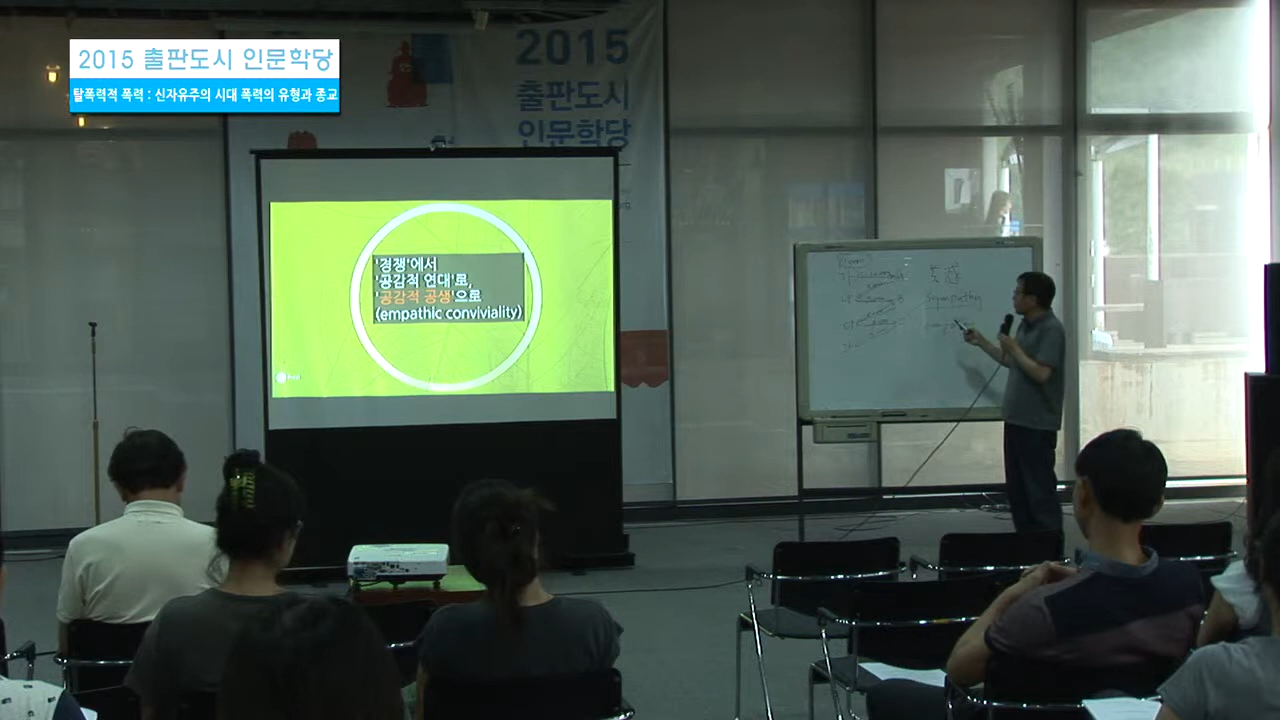 2015 출판도시 인문학당
탈폭력적 폭력 : 신자유주의 시대 폭력의 유형과 종교
2015
출판도시
인문학당
'경쟁'에서
'공감적 연대'로,
'공감적 공생'으로
(empathic conviviality)
Sympathy